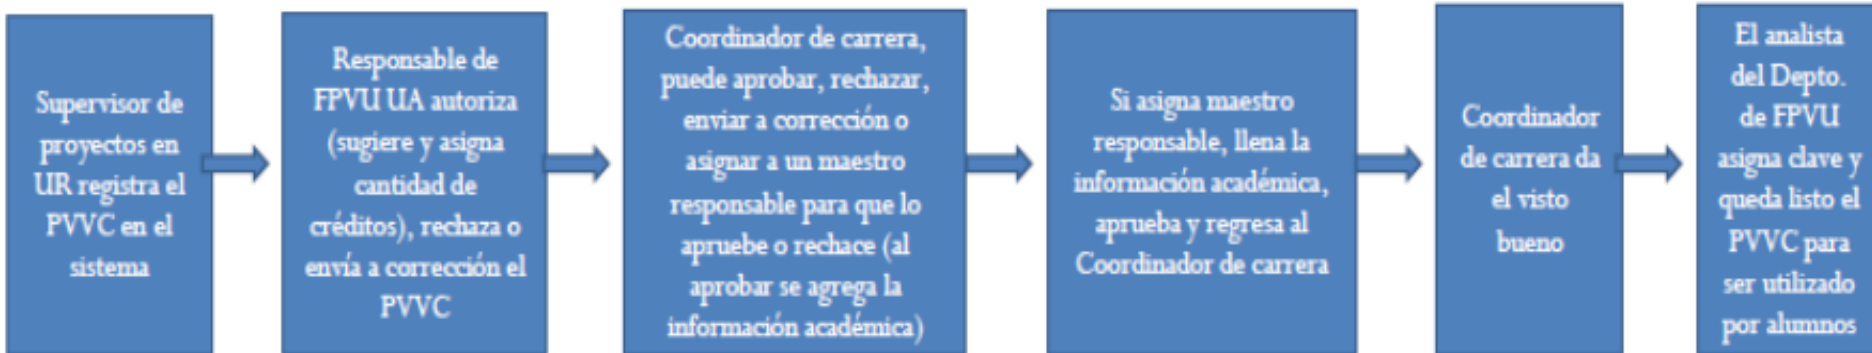 Supervisor de
proyectos en
UR registra el
PVVC en el
sistema
Responsable de
FPVU UA autoriza
(sugiere y asigna
cantidad de
créditos), rechaza o
envía a corrección el
PVVC
Coordinador de carrera,
puede aprobar, rechazar,
enviar a corrección o
asignar a un maestro
responsable para que lo
apruebe o rechace (al
aprobar se agrega la
información académica)
Si asigna maestro
responsable, llena la
información académica,
aprueba y regresa al
Coordinador de carrera
Coordinador
de carrera da
el visto
bueno
El analista
del Depto.
de FPVU
asigna clave y
queda listo el
PVVC para
ser utilizado
por alumnos